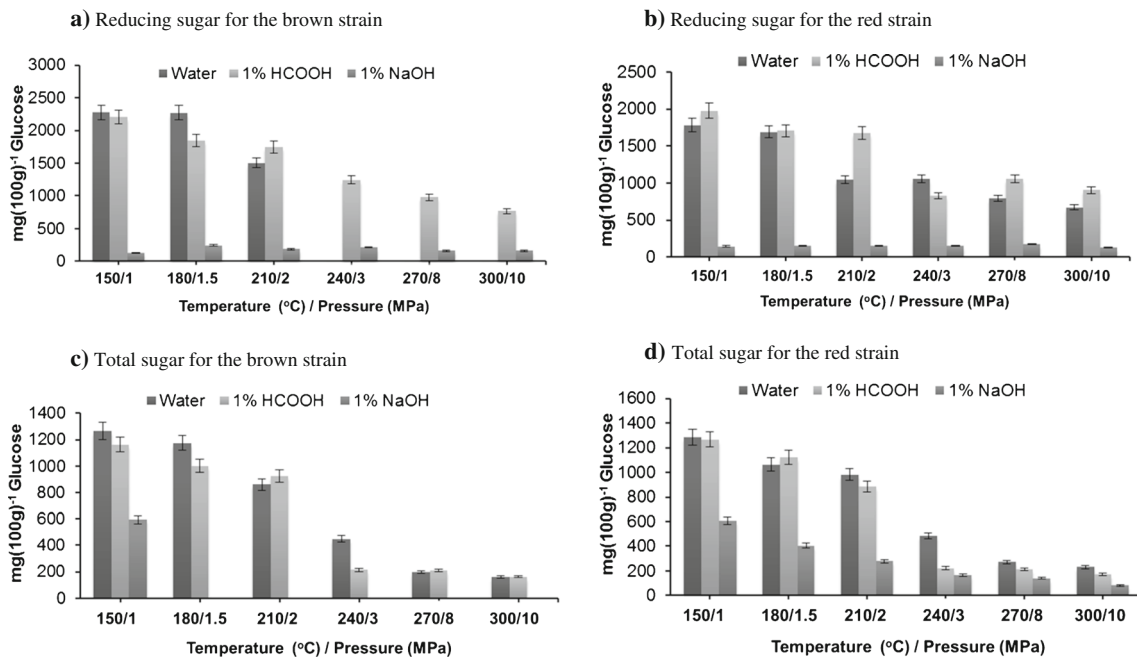 a) Reducing sugar for the brown strain
3000
2500
2000
1500
1000
500
0
mg(100g)⁻¹ Glucose
Water 1% HCOOH 1% NaOH
150/1 180/1.5 210/2 240/3 270/8 300/10
Temperature (ºC) / Pressure (MPa)
b) Reducing sugar for the red strain
2500
2000
1500
1000
500
0
mg(100g)⁻¹ Glucose
Water 1% HCOOH 1% NaOH
150/1 180/1.5 210/2 240/3 270/8 300/10
Temperature (ºC) / Pressure (MPa)
c) Total sugar for the brown strain
1400
1200
1000
800
600
400
200
0
mg(100g)⁻¹ Glucose
Water 1% HCOOH 1% NaOH
150/1 180/1.5 210/2 240/3 270/8 300/10
Temperature (ºC) / Pressure (MPa)
d) Total sugar for the red strain
1600
1400
1200
1000
800
600
400
200
0
mg(100g)⁻¹ Glucose
Water 1% HCOOH 1% NaOH
150/1 180/1.5 210/2 240/3 270/8 300/10
Temperature (ºC) / Pressure (MPa)